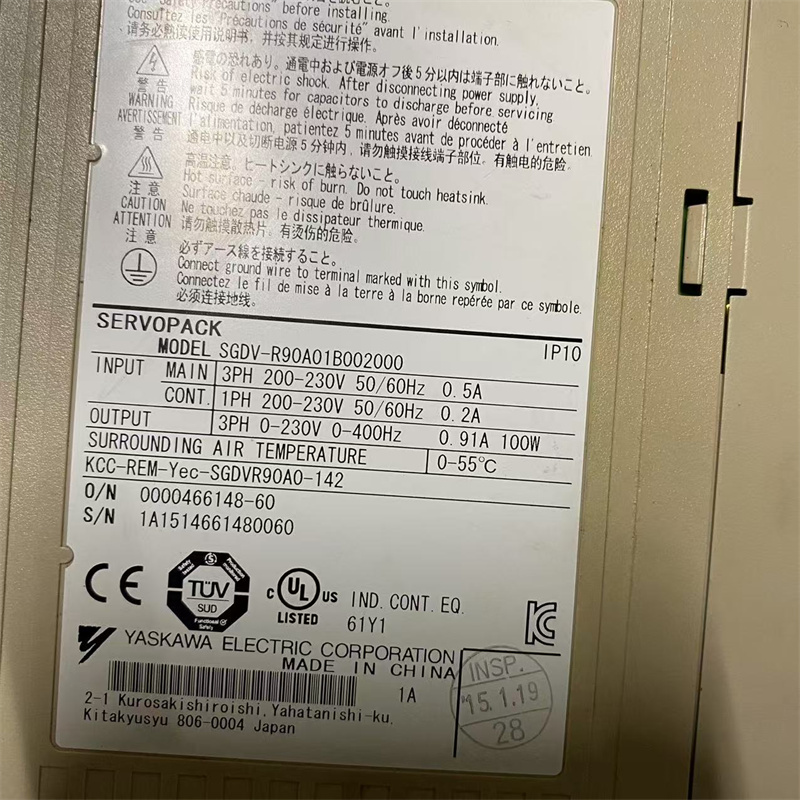 "Safety Precautions" before installing.
Consultez les "Précautions de sécurité" avant l'installation.
请务必熟读使用说明书，并按其规定进行操作。
警告
WARNING
AVERTISSEMENT
警告
感電の恐れあり。通電中および電源オフ後5分以内は端子部に触れないこと。
Risk of electric shock. After disconnecting power supply,
wait 5 minutes for capacitors to discharge before servicing
Risque de décharge électrique. Après avoir déconnecté
l'alimentation, patientez 5 minutes avant de procéder à l'entretien.
通电中以及切断电源5分钟内，请勿触摸接线端子部位。有触电的危险。
注意
CAUTION
ATTENTION
注意
高温注意。ヒートシンクに触らないこと。
Hot surface - risk of burn. Do not touch heatsink.
Surface chaude - risque de brûlure.
Ne touchez pas le dissipateur thermique.
请勿触摸散热片。有烫伤的危险。
必ずアース線を接続すること。
Connect ground wire to terminal marked with this symbol.
Connectez le fil de mise à la terre à la borne repérée par ce symbole.
必须连接地线。
SERVOPACK
MODEL SGDV-R90A01B002000 IP10
INPUT MAIN 3PH 200-230V 50/60Hz 0.5A
CONT. 1PH 200-230V 50/60Hz 0.2A
OUTPUT 3PH 0-230V 0-400Hz 0.91A 100W
SURROUNDING AIR TEMPERATURE 0-55℃
KCC-REM-Yec-SGDVR90A0-142
O/N 0000466148-60
S/N 1A1514661480060
CE
TÜV
SUD
Functional Safety
C UL US
LISTED
IND. CONT. EQ.
61Y1
KC
YASKAWA ELECTRIC CORPORATION
MADE IN CHINA
1A
2-1 Kurosakishiroishi, Yahatanishi-ku,
Kitakyusyu 806-0004 Japan
INSP.
'15.1.19
28